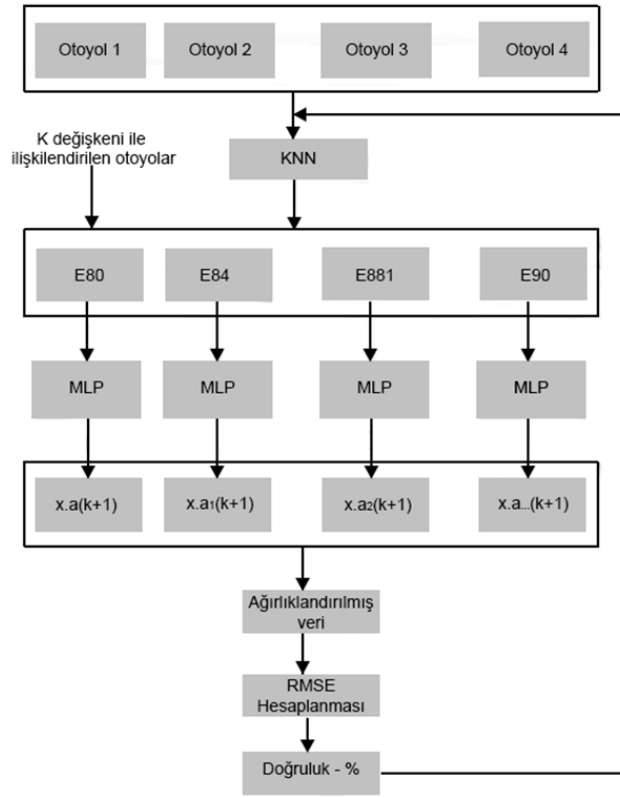 Otoyol 1
Otoyol 2
Otoyol 3
Otoyol 4
K değişkeni ile
ilişkilendirilen otoyolar
KNN
E80
E84
E881
E90
MLP
MLP
MLP
MLP
x.a(k+1)
x.a₁(k+1)
x.a₂(k+1)
x.a...(k+1)
Ağırlıklandırılmış
veri
RMSE
Hesaplanması
Doğruluk - %